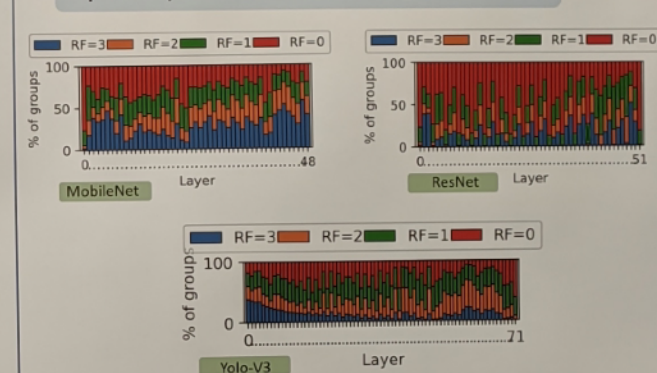 RF=3 RF=2 RF=1 RF=0
% of groups
100
50
0
0 48
Layer
MobileNet
RF=3 RF=2 RF=1 RF=0
% of groups
100
50
0
0 51
Layer
ResNet
RF=3 RF=2 RF=1 RF=0
% of groups
100
0
0 71
Layer
Yolo-V3